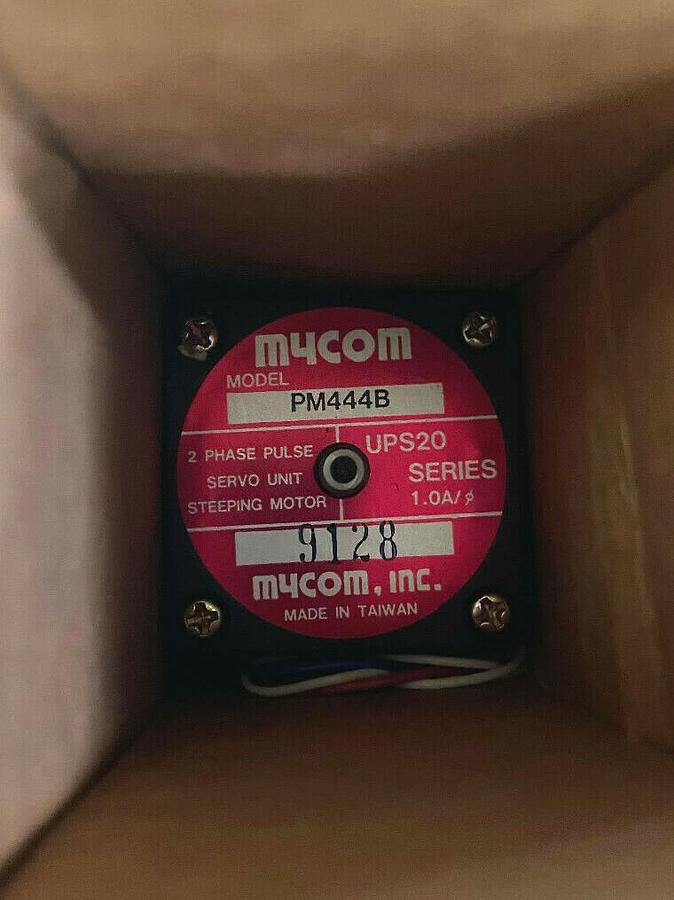 mycom
MODEL
PM444B
2 PHASE PULSE
SERVO UNIT
STEEPING MOTOR
UPS20
SERIES
1.0A/ϕ
9128
mycom, inc.
MADE IN TAIWAN